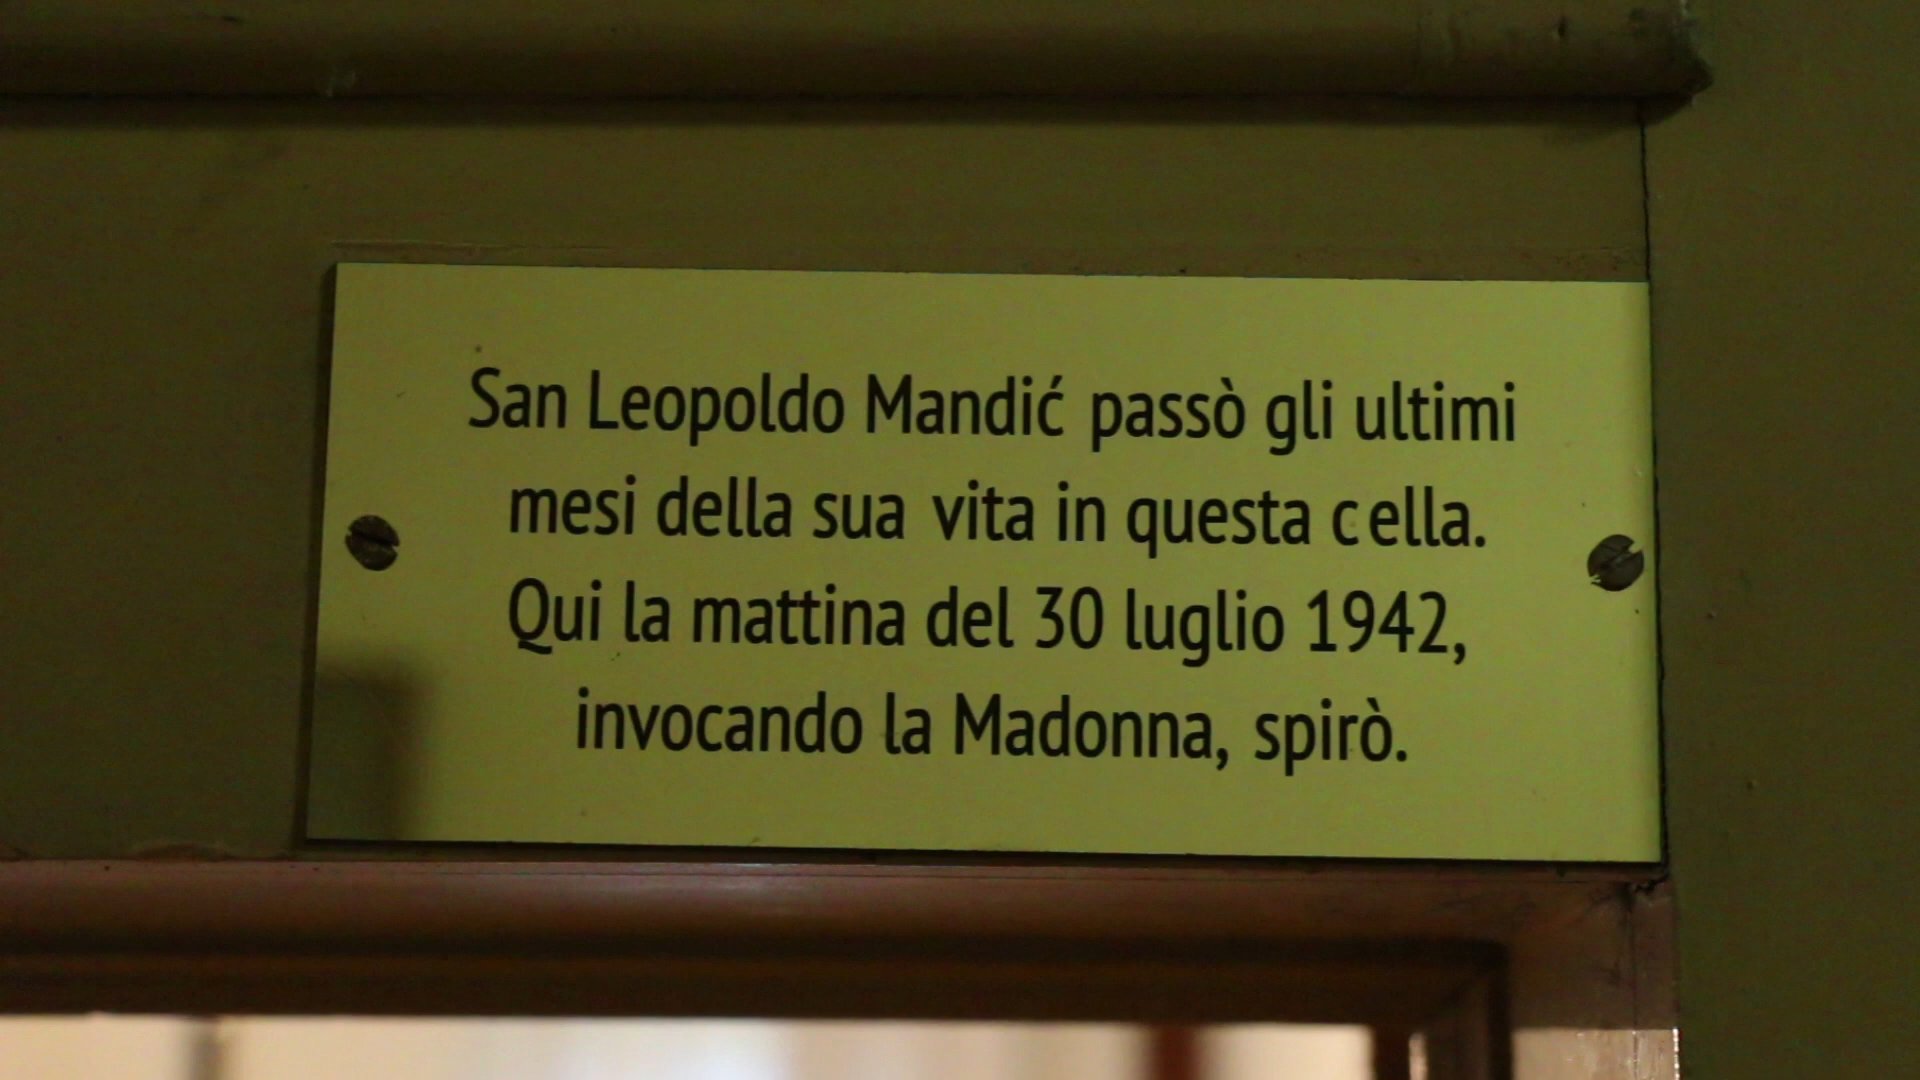 San Leopoldo Mandić passò gli ultimi
mesi della sua vita in questa cella.
Qui la mattina del 30 luglio 1942,
invocando la Madonna, spirò.